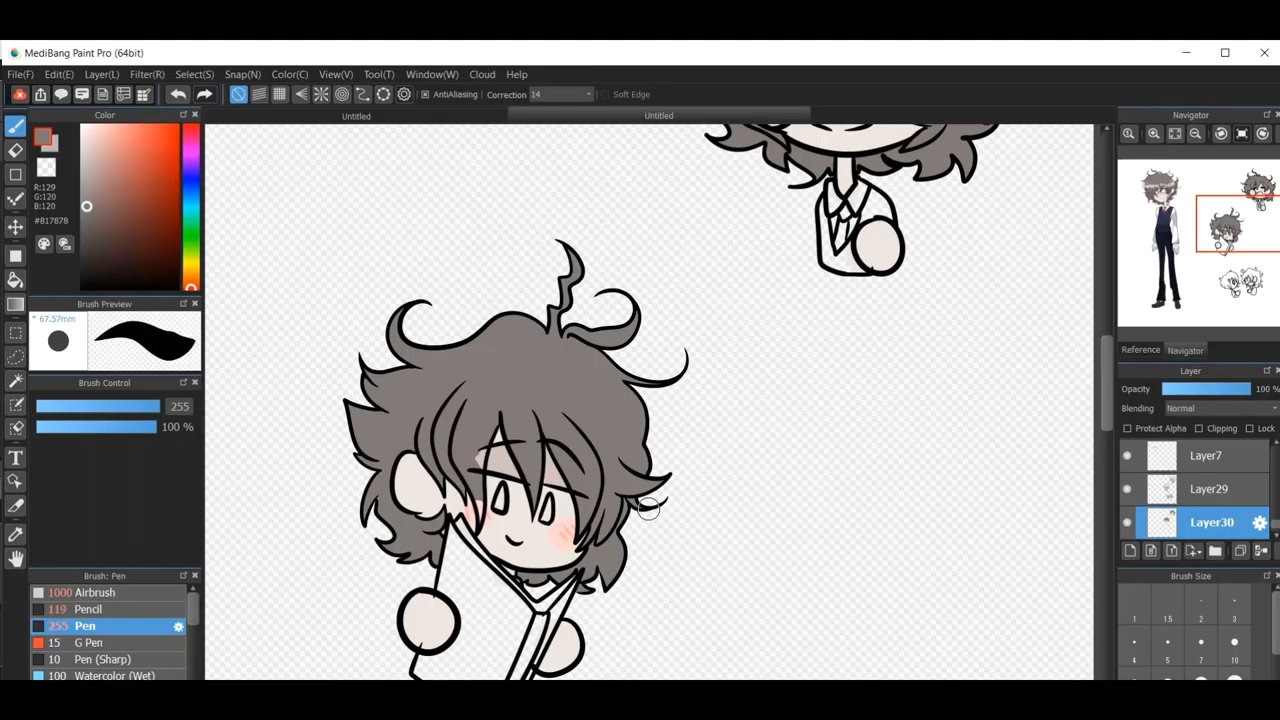 MediBang Paint Pro (64bit)
File(F) Edit(E) Layer(L) Filter(R) Select(S) Snap(N) Color(C) View(V) Tool(T) Window(W) Cloud Help
AntiAliasing Correction 14 Soft Edge
Color
Untitled Untitled
Navigator
R:129
G:120
B:120
#817878
Brush Preview
* 67.57mm
Reference Navigator
Layer
Brush Control
Opacity 100 %
255
Blending Normal
100 %
Protect Alpha Clipping Lock
Layer7
Layer29
Layer30
T
Brush: Pen
Brush Size
1000 Airbrush
119 Pencil
255 Pen
15 G Pen
10 Pen (Sharp)
100 Watercolor (Wet)
1 1.5 2 3
4 5 7 10